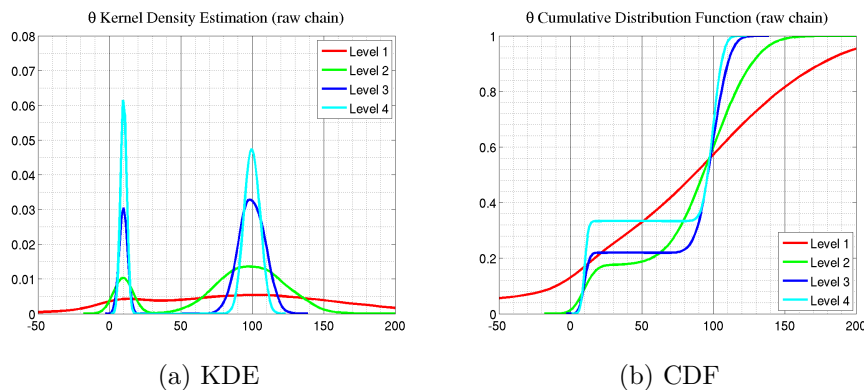 θ Kernel Density Estimation (raw chain)
0.08
0.07
0.06
0.05
0.04
0.03
0.02
0.01
0
-50
0
50
100
150
200
Level 1
Level 2
Level 3
Level 4
(a) KDE
θ Cumulative Distribution Function (raw chain)
1
0.8
0.6
0.4
0.2
0
-50
0
50
100
150
200
Level 1
Level 2
Level 3
Level 4
(b) CDF